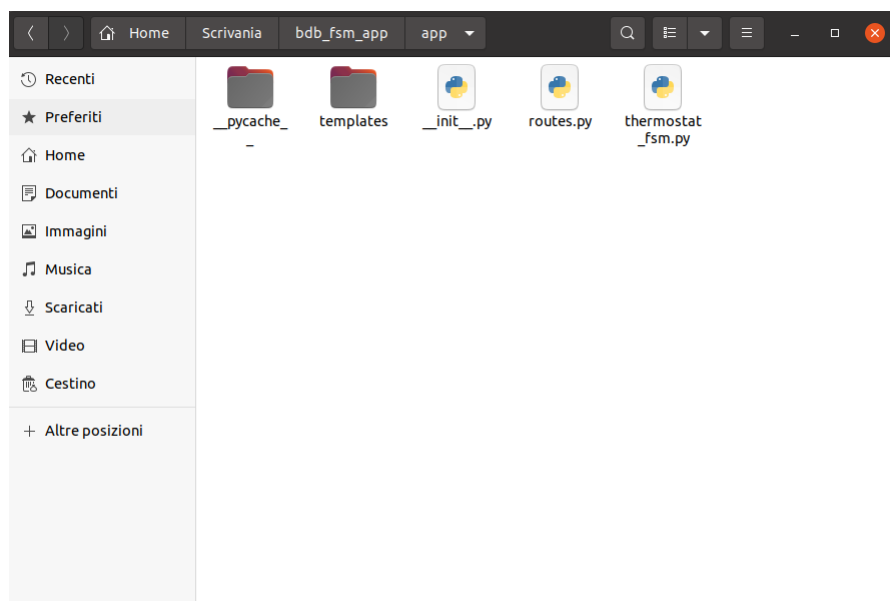 Home Scrivania bdb_fsm_app app
Recenti
Preferiti
Home
Documenti
Immagini
Musica
Scaricati
Video
Cestino
Altre posizioni
__pycache_
_
templates
__init__.py
routes.py
thermostat
_fsm.py